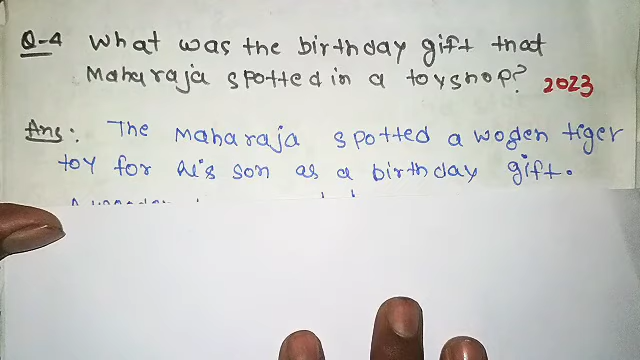 Q-4 What was the birthday gift that
Maharaja spotted in a toyshop? 2023
Ans:. The Maharaja spotted a wooden tiger
toy for his son as a birthday gift.